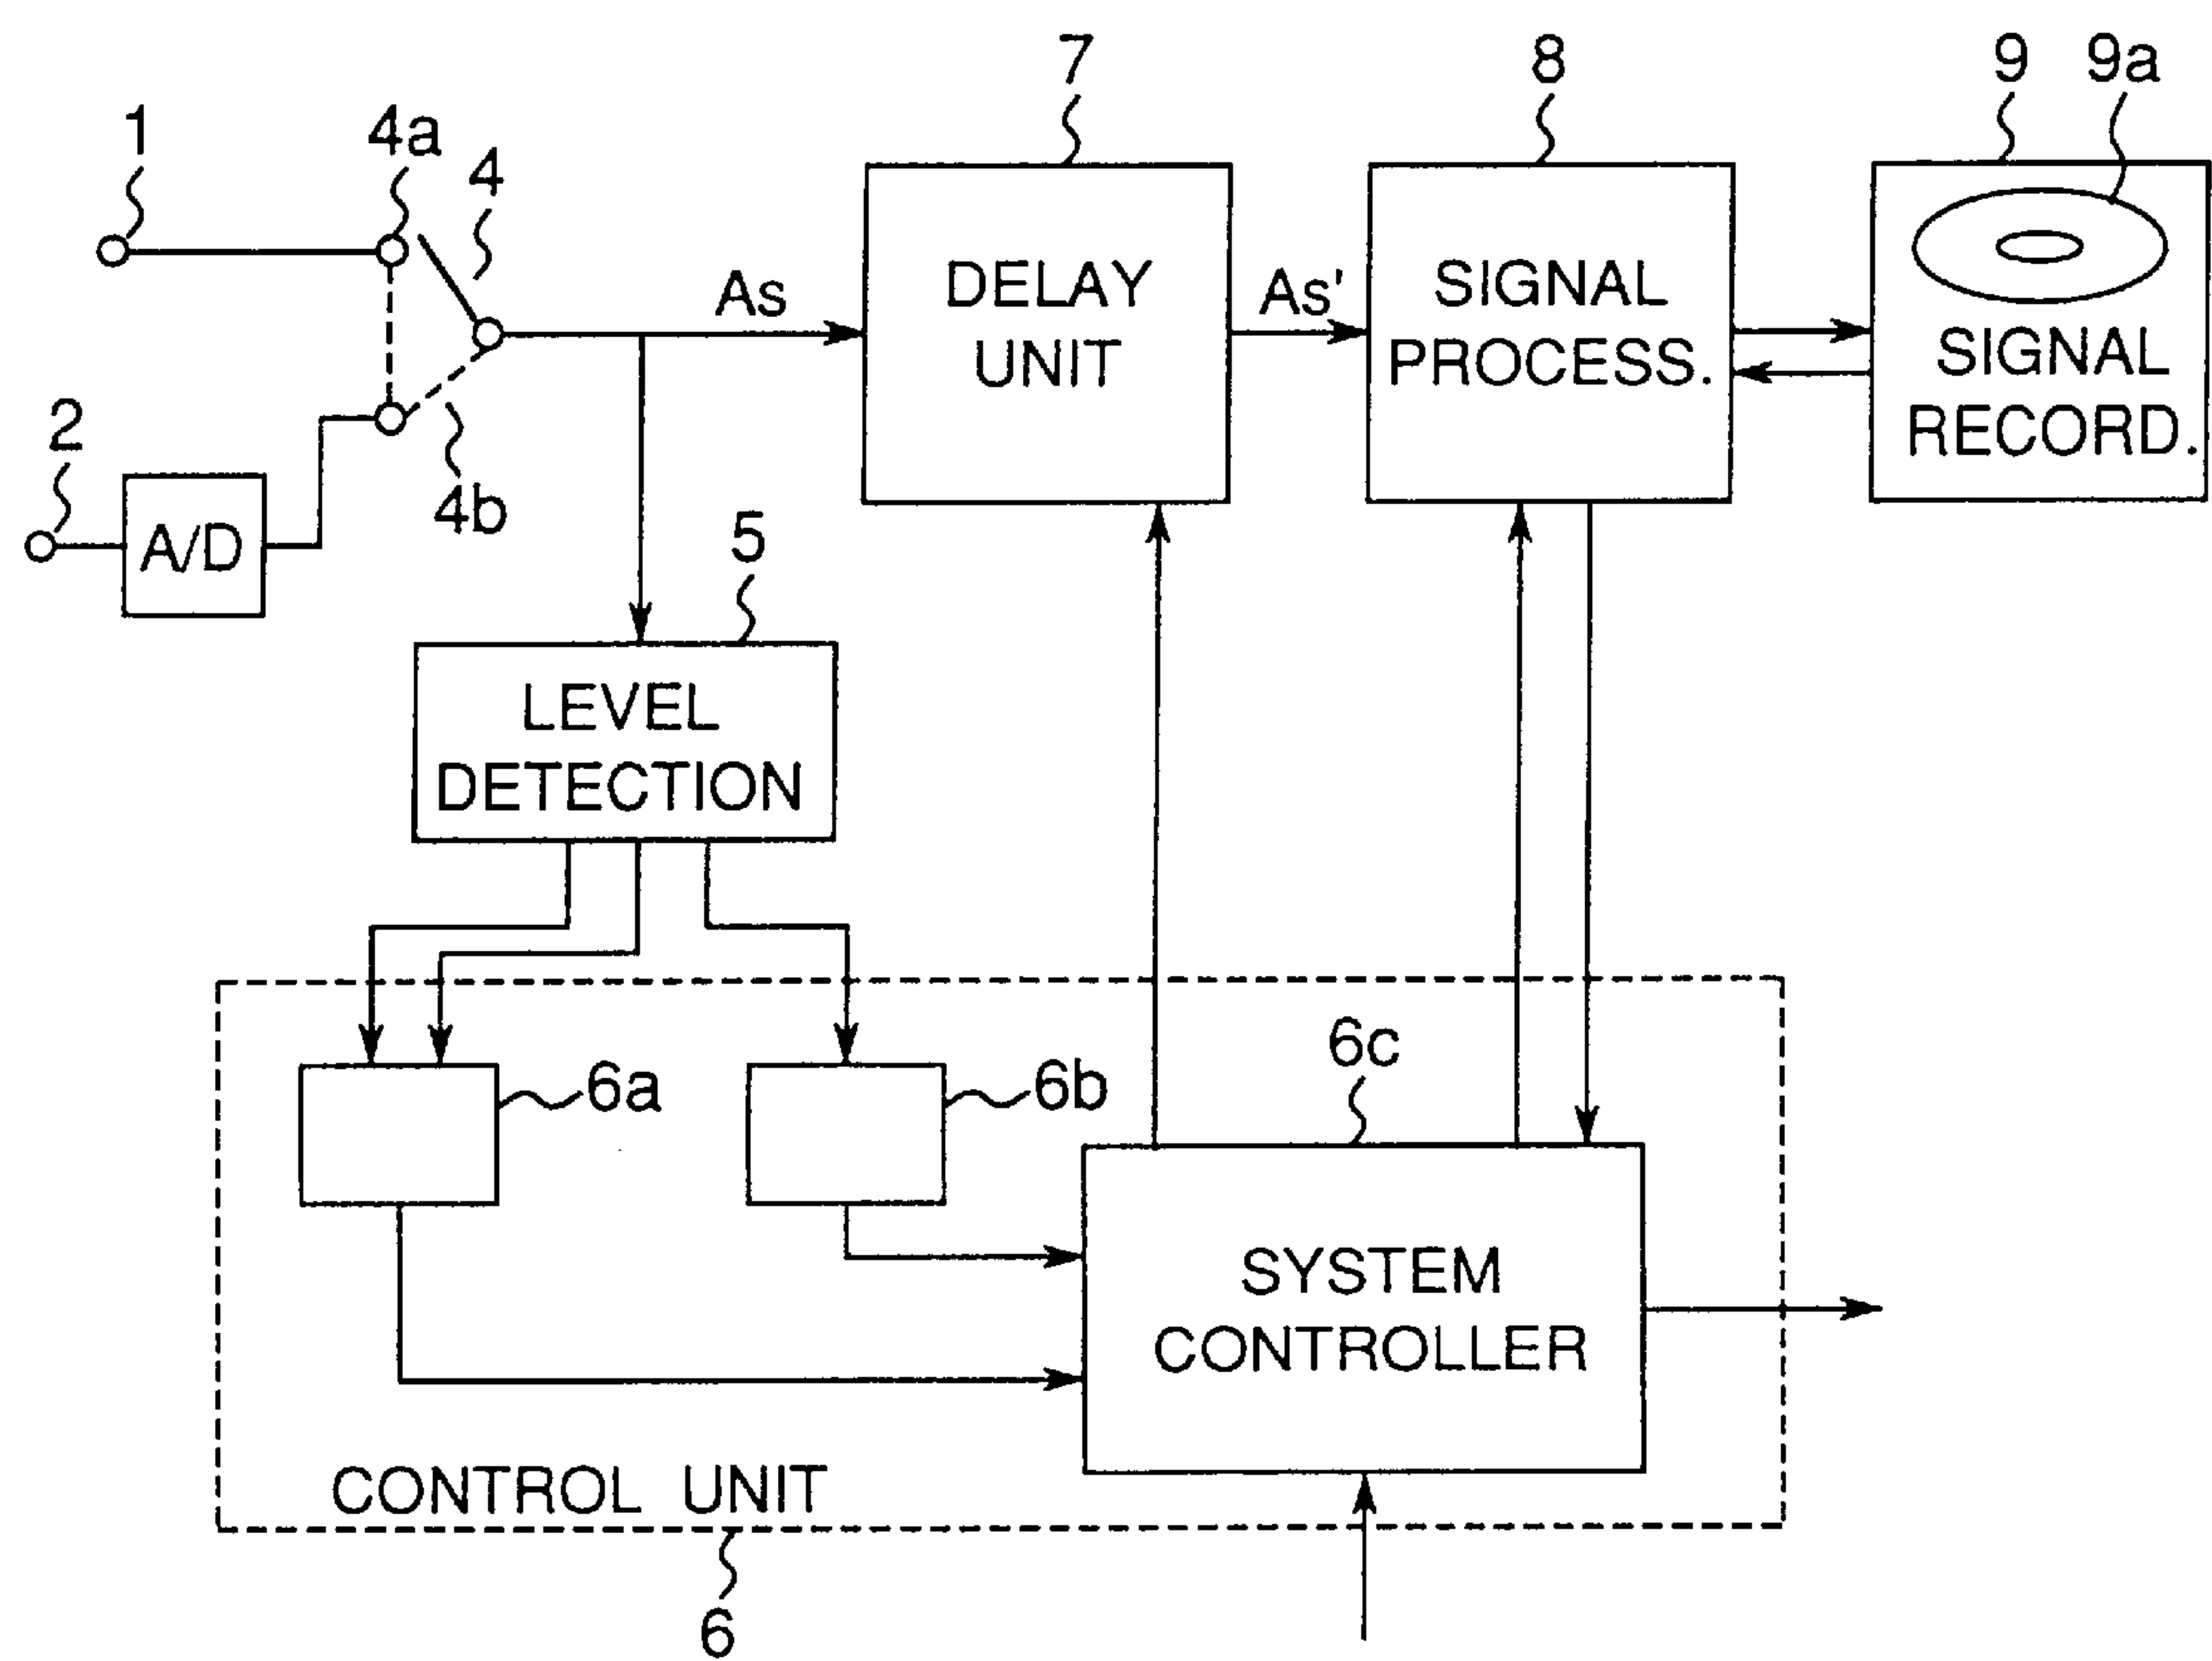 1
4a
4
7
8
9
9a
As
DELAY
UNIT
As'
SIGNAL
PROCESS.
SIGNAL
RECORD.
2
A/D
4b
5
LEVEL
DETECTION
6a
6b
6c
SYSTEM
CONTROLLER
CONTROL UNIT
6